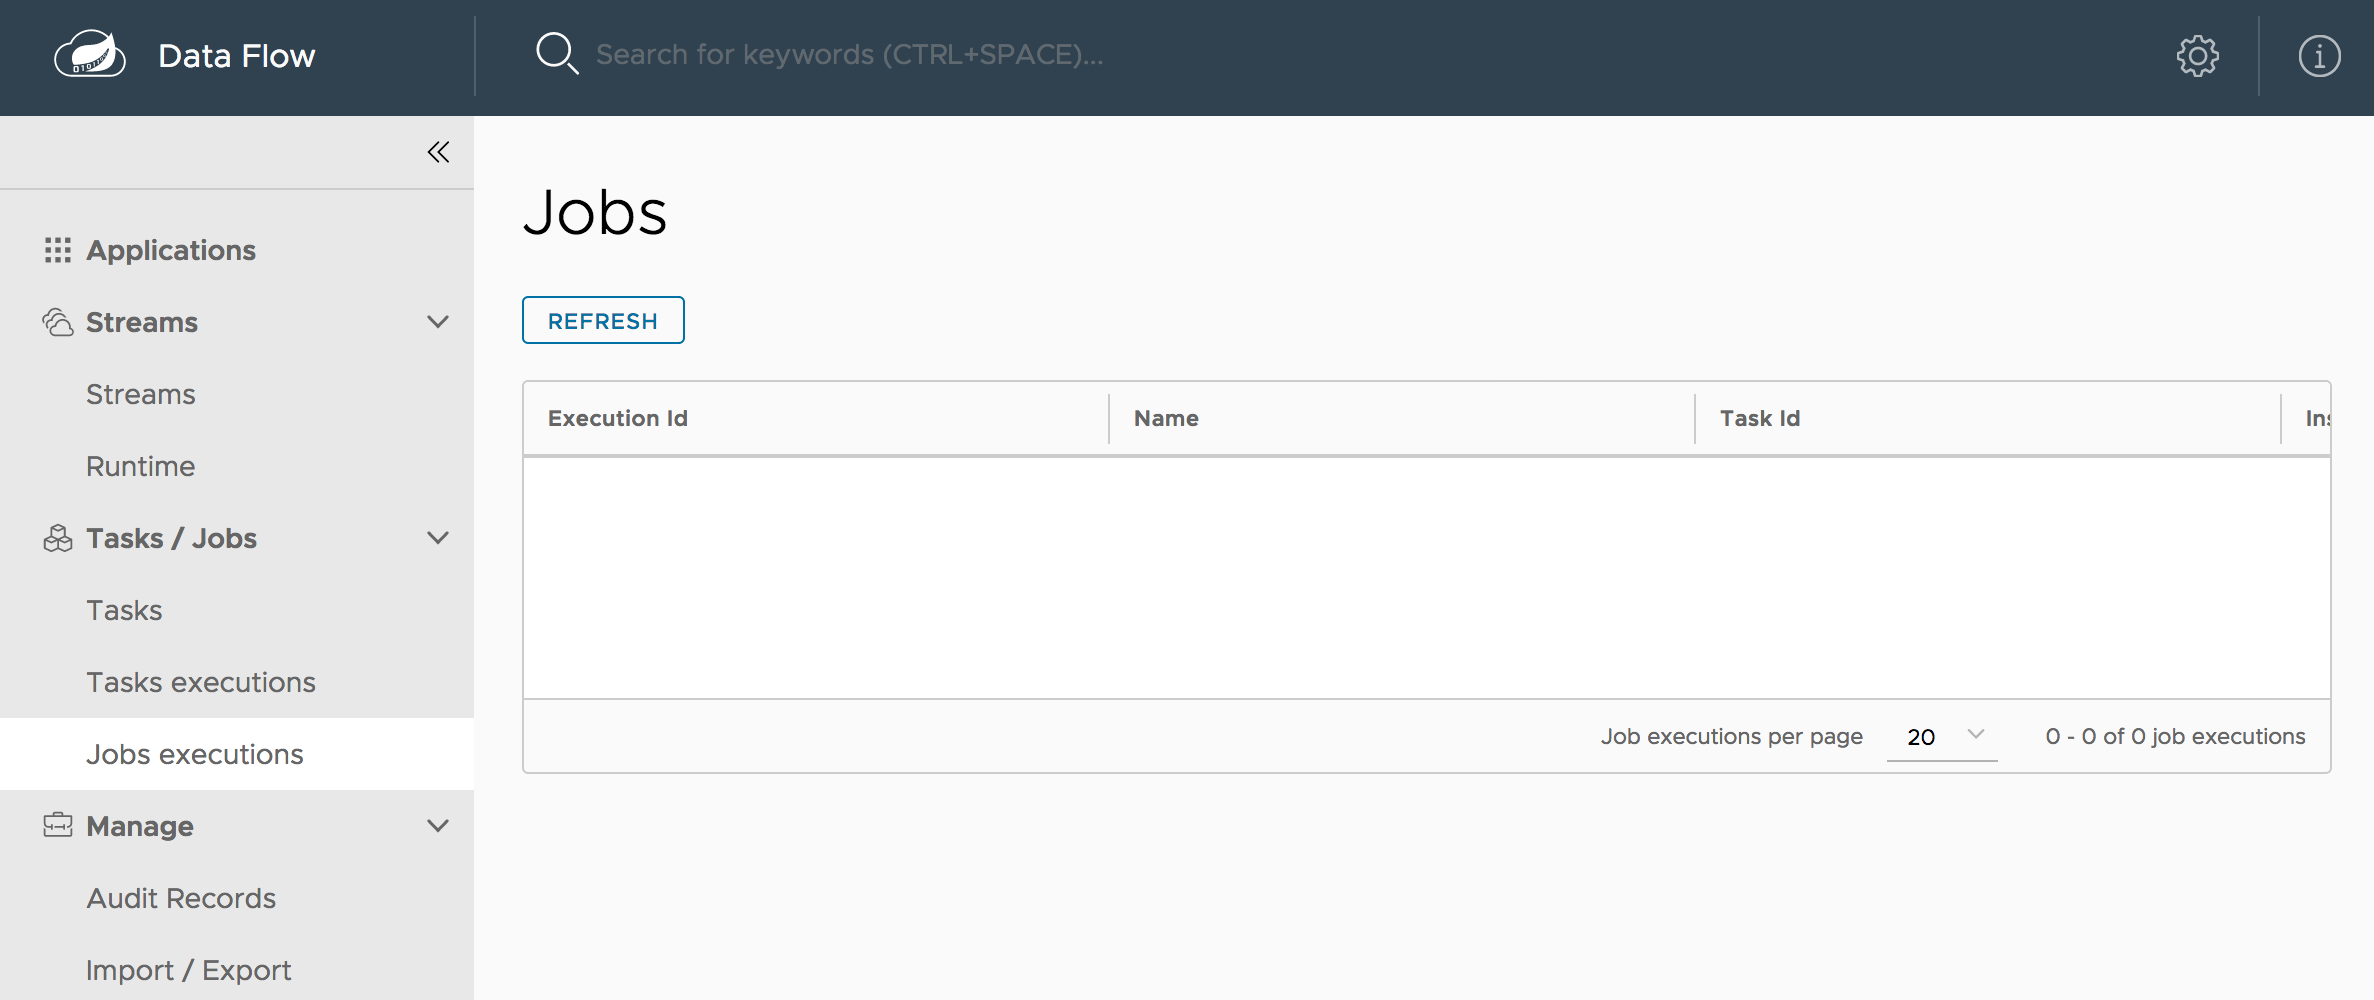 Data Flow
Search for keywords (CTRL+SPACE)...
Applications
Streams
Streams
Runtime
Tasks / Jobs
Tasks
Tasks executions
Jobs executions
Manage
Audit Records
Import / Export
Jobs
REFRESH
Execution Id Name Task Id
Job executions per page 20 0 - 0 of 0 job executions